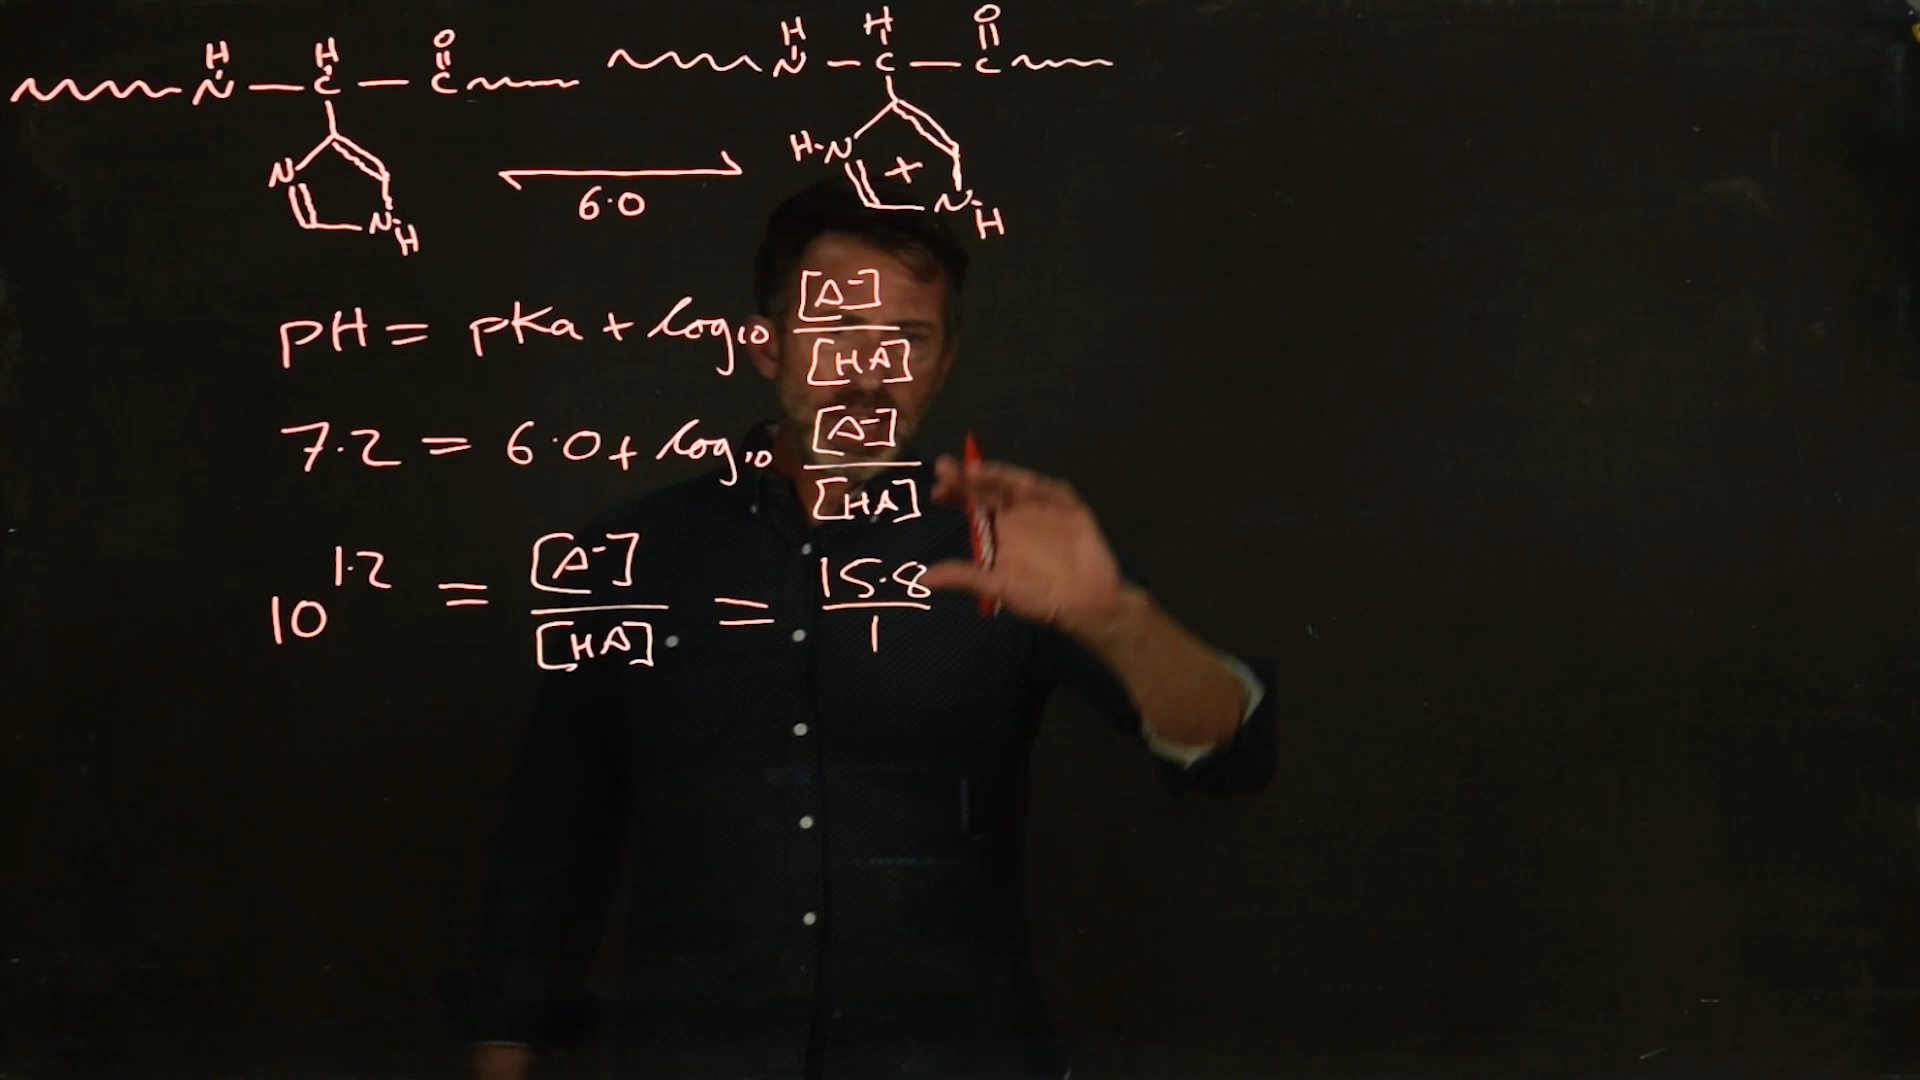 H H O H H O
N — C — C N — C — C
N N H H-N + N H
6.0
pH = pKa + log10 [A-] / [HA]
7.2 = 6.0 + log10 [A-] / [HA]
10^1.2 = [A-] / [HA] = 15.8 / 1